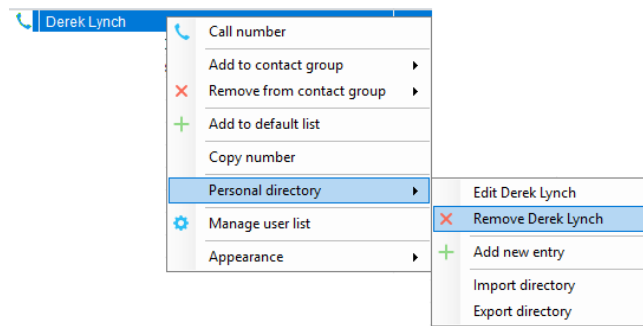 Derek Lynch
Call number
Add to contact group
Remove from contact group
Add to default list
Copy number
Personal directory
Manage user list
Appearance
Edit Derek Lynch
Remove Derek Lynch
Add new entry
Import directory
Export directory